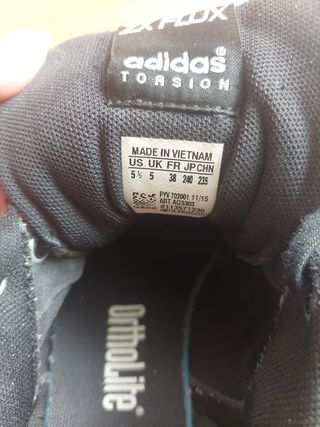 ZX FLUX
adidas
TORSION
MADE IN VIETNAM
US UK FR JP CHN
5½ 5 38 240 235
PYV 702001 11/15
ART AQ3303
OrthoLite